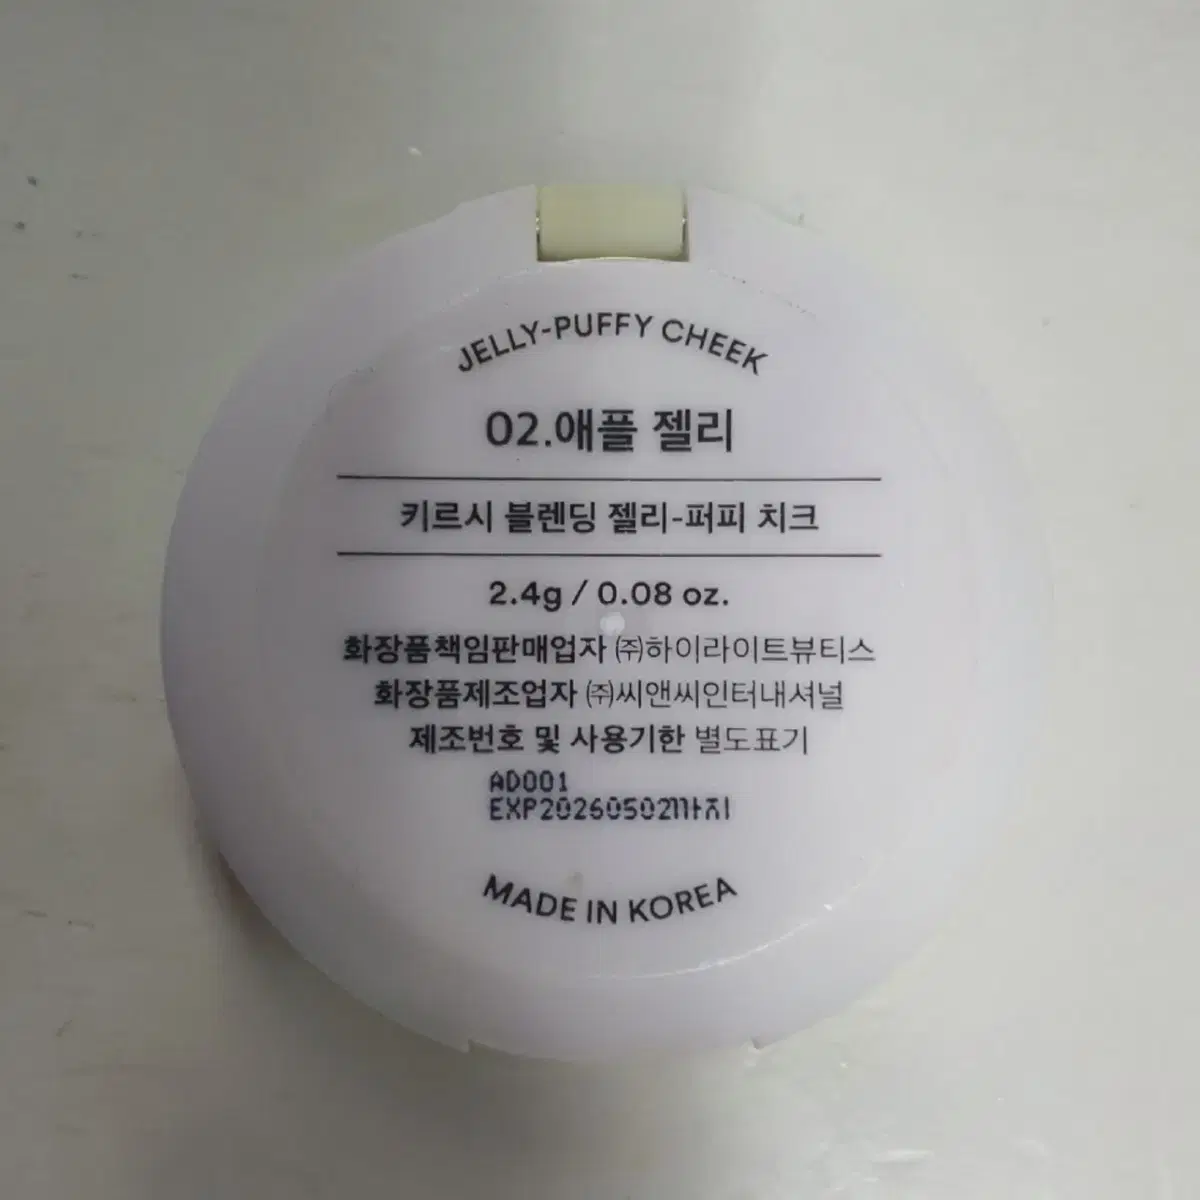 JELLY-PUFFY CHEEK
02.애플 젤리
키르시 블렌딩 젤리-퍼피 치크
2.4g / 0.08 oz.
화장품책임판매업자 ㈜하이라이트뷰티스
화장품제조업자 ㈜씨앤씨인터내셔널
제조번호 및 사용기한 별도표기
AD001
EXP20260502까지
MADE IN KOREA